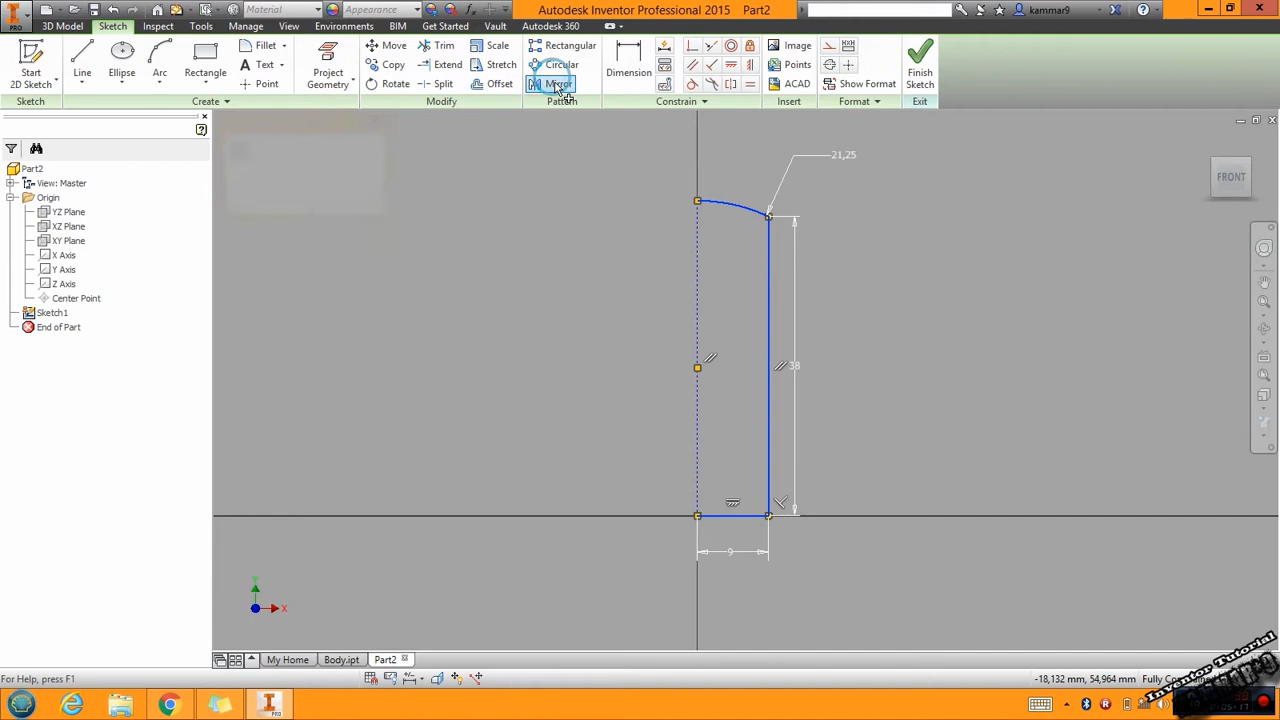 PRO
Material
Appearance
Autodesk Inventor Professional 2015 Part2
kammar9
3D Model Sketch Inspect Tools Manage View Environments BIM Get Started Vault Autodesk 360
Start
2D Sketch
Line
Ellipse
Arc
Rectangle
Fillet
Text
Point
Project
Geometry
Move
Copy
Rotate
Trim
Extend
Split
Scale
Stretch
Offset
Rectangular
Circular
Mirror
Dimension
Image
Points
ACAD
Show Format
Finish
Sketch
Sketch Create Modify Pattern Constrain Insert Format Exit
Part2
View: Master
Origin
YZ Plane
XZ Plane
XY Plane
X Axis
Y Axis
Z Axis
Center Point
Sketch1
End of Part
FRONT
21,25
38
9
Y
X
My Home Body.ipt Part2
For Help, press F1
-18,132 mm, 54,964 mm Fully
Inventor Tutorial
PRO